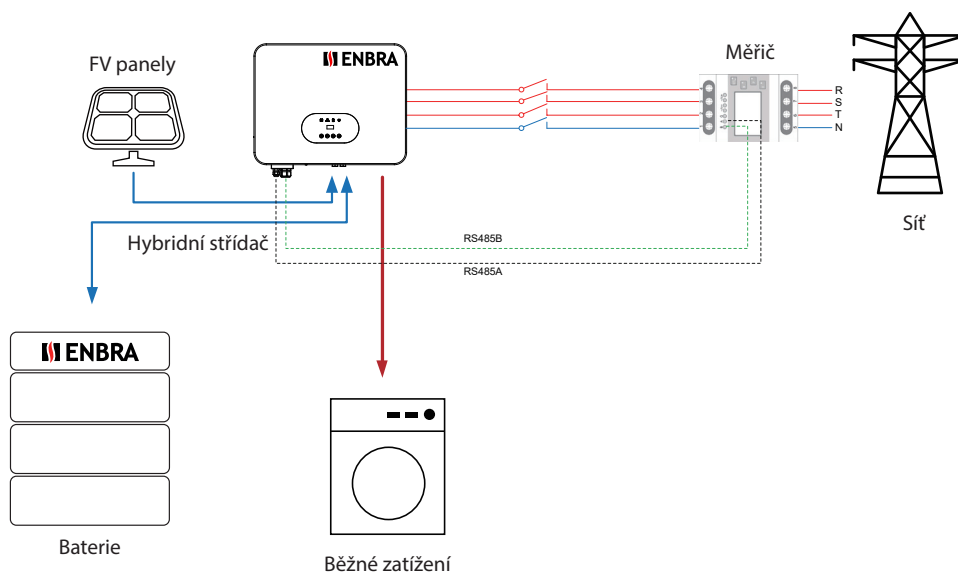 FV panely
ENBRA
Měřič
R
S
T
N
Síť
Hybridní střídač
RS485B
RS485A
ENBRA
Baterie
Běžné zatížení